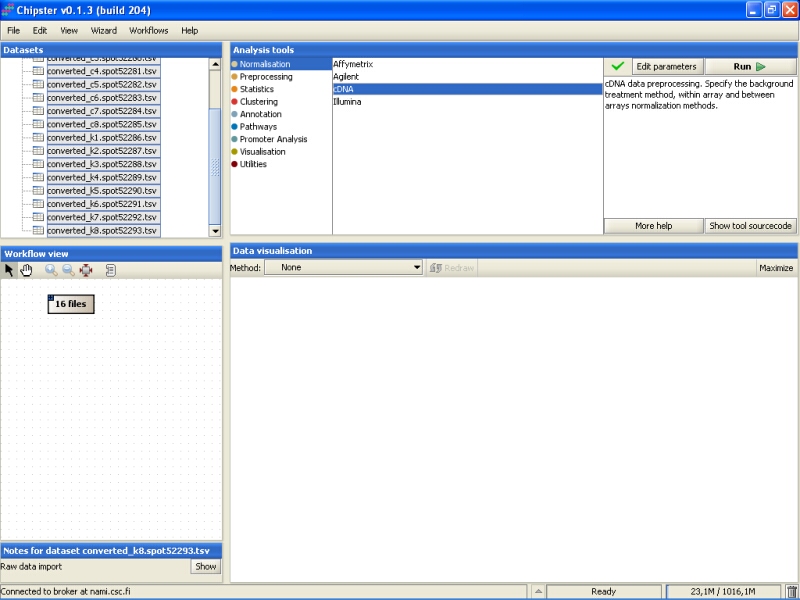 Chipster v0.1.3 (build 204)
File Edit View Wizard Workflows Help
Datasets
converted_c3.spot52280.tsv
converted_c4.spot52281.tsv
converted_c5.spot52282.tsv
converted_c6.spot52283.tsv
converted_c7.spot52284.tsv
converted_c8.spot52285.tsv
converted_k1.spot52286.tsv
converted_k2.spot52287.tsv
converted_k3.spot52288.tsv
converted_k4.spot52289.tsv
converted_k5.spot52290.tsv
converted_k6.spot52291.tsv
converted_k7.spot52292.tsv
converted_k8.spot52293.tsv
Analysis tools
Normalisation
Preprocessing
Statistics
Clustering
Annotation
Pathways
Promoter Analysis
Visualisation
Utilities
Affymetrix
Agilent
cDNA
Illumina
Edit parameters
Run
cDNA data preprocessing. Specify the background
treatment method, within array and between
arrays normalization methods.
More help
Show tool sourcecode
Workflow view
16 files
Data visualisation
Method: None
Redraw
Maximize
Notes for dataset converted_k8.spot52293.tsv
Raw data import
Show
Connected to broker at nami.csc.fi
Ready
23,1M / 1016,1M